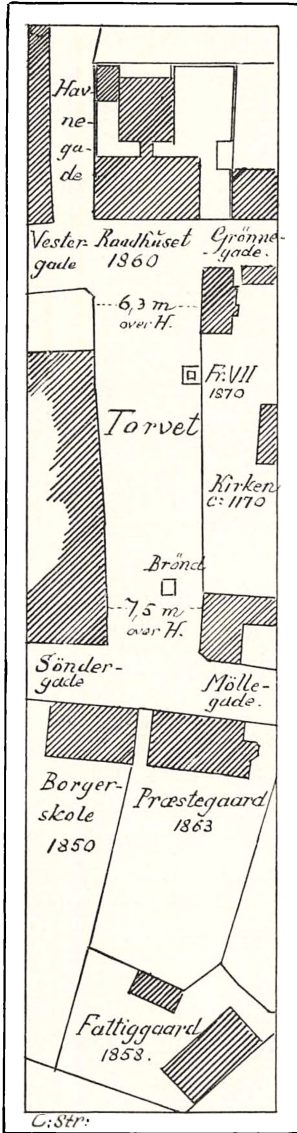 Hav-
ne-
ga-
de
Vester- Raadhuset Grönne-
gade 1860 gade.
6,3 m
over H.
Fr. VII
1870
Torvet
Kirken
c: 1170
Brönd
7,5 m
over H.
Sönder-
gade
Mölle-
gade.
Borger-
skole
1850
Præstegaard
1863
Fattiggaard
1858.
C. Str: